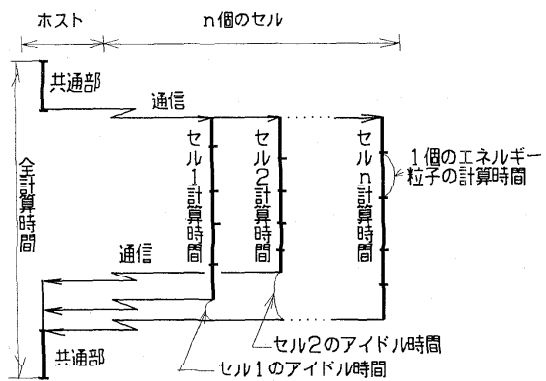 ホスト
n個のセル
共通部
通信
全計算時間
セル1計算時間
セル2計算時間
セルn計算時間
1個のエネルギー
粒子の計算時間
通信
共通部
セル2のアイドル時間
セル1のアイドル時間